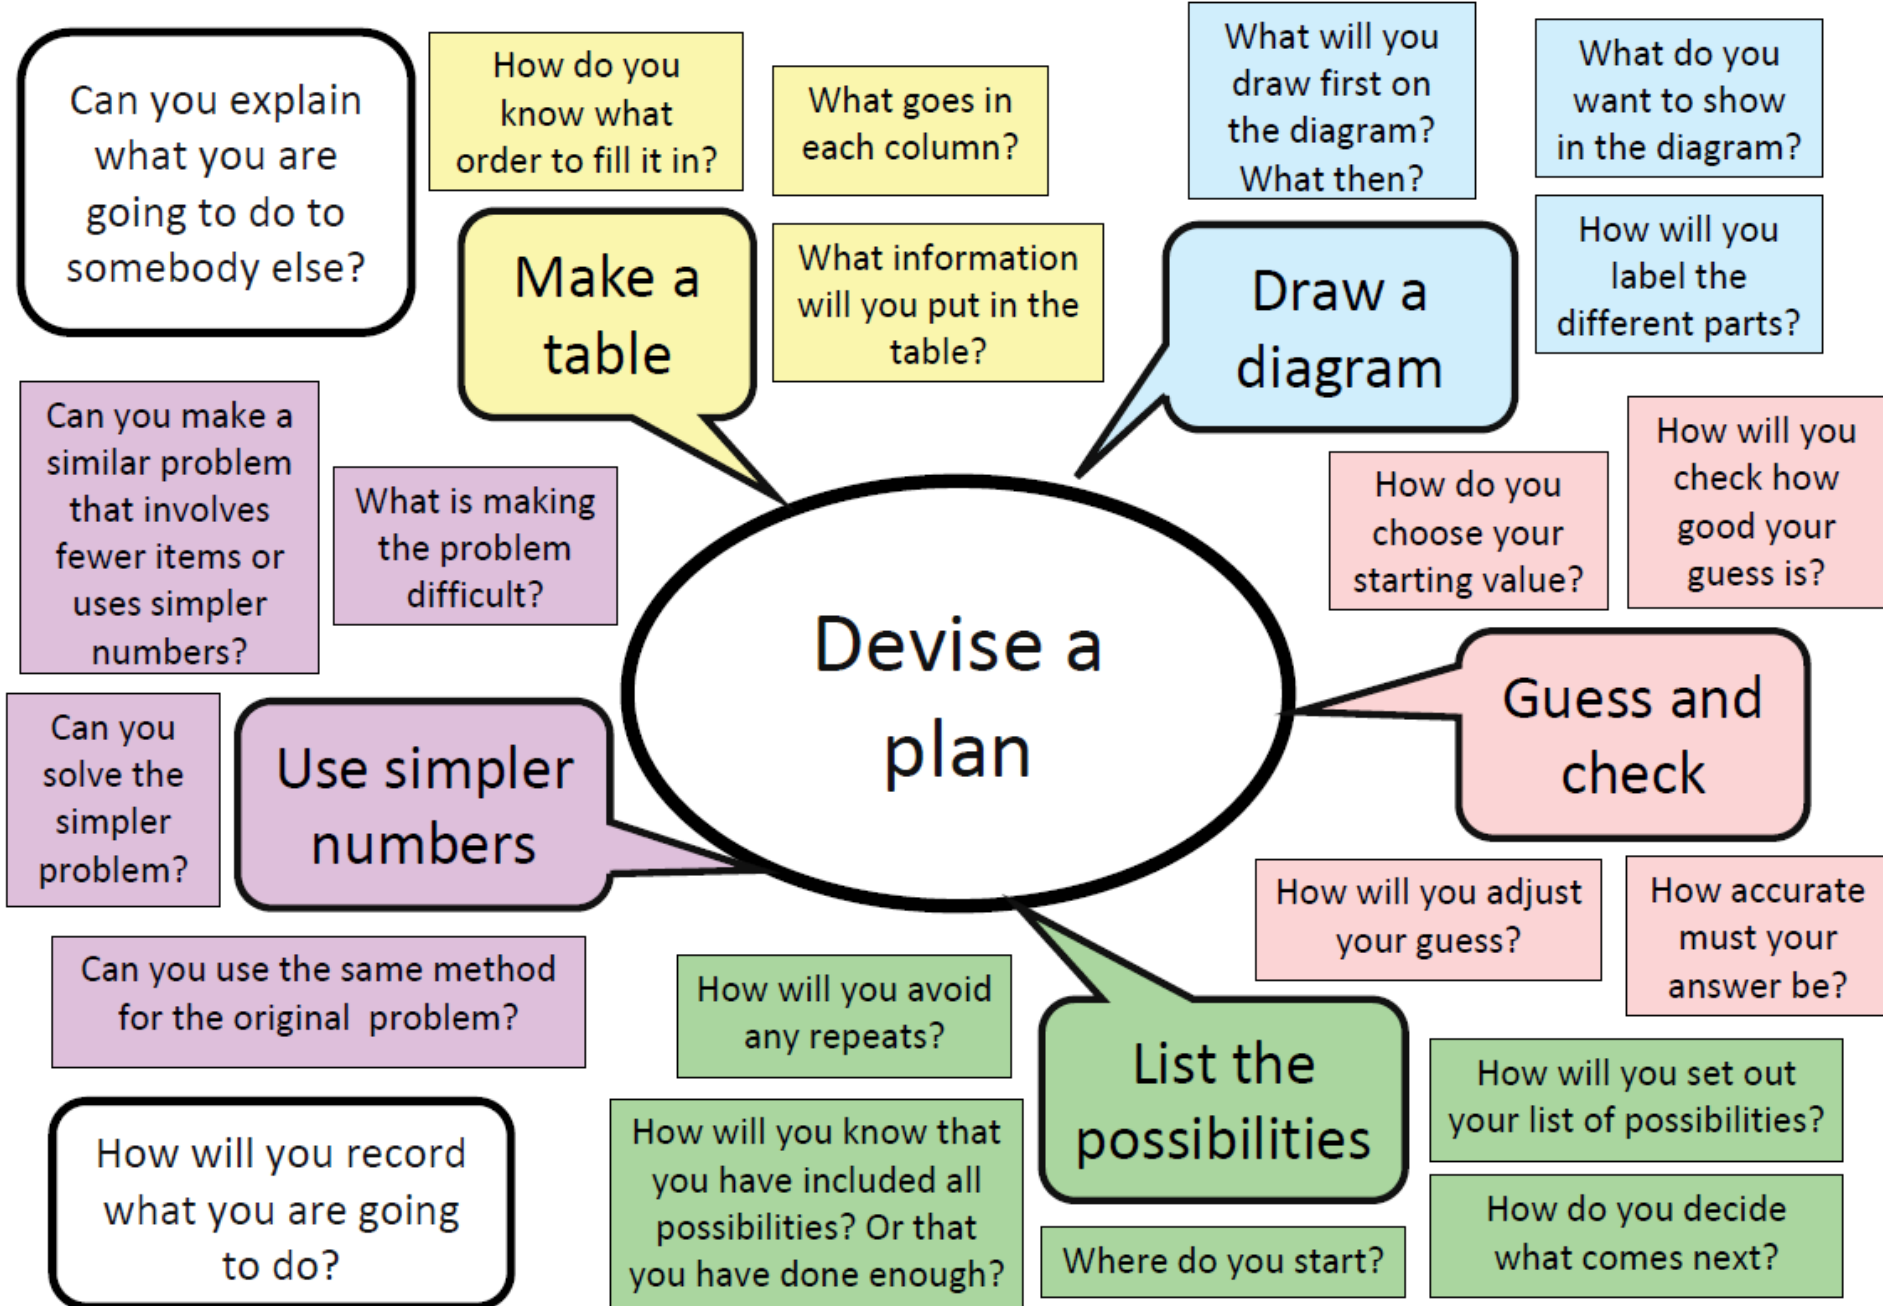 Can you explain
what you are
going to do to
somebody else?
How do you
know what
order to fill it in?
What goes in
each column?
What information
will you put in the
table?
Make a
table
What will you
draw first on
the diagram?
What then?
What do you
want to show
in the diagram?
How will you
label the
different parts?
Draw a
diagram
Can you make a
similar problem
that involves
fewer items or
uses simpler
numbers?
What is making
the problem
difficult?
How do you
choose your
starting value?
How will you
check how
good your
guess is?
Devise a
plan
Can you
solve the
simpler
problem?
Use simpler
numbers
Guess and
check
How will you adjust
your guess?
How accurate
must your
answer be?
Can you use the same method
for the original problem?
How will you avoid
any repeats?
List the
possibilities
How will you set out
your list of possibilities?
How will you record
what you are going
to do?
How will you know that
you have included all
possibilities? Or that
you have done enough?
Where do you start?
How do you decide
what comes next?